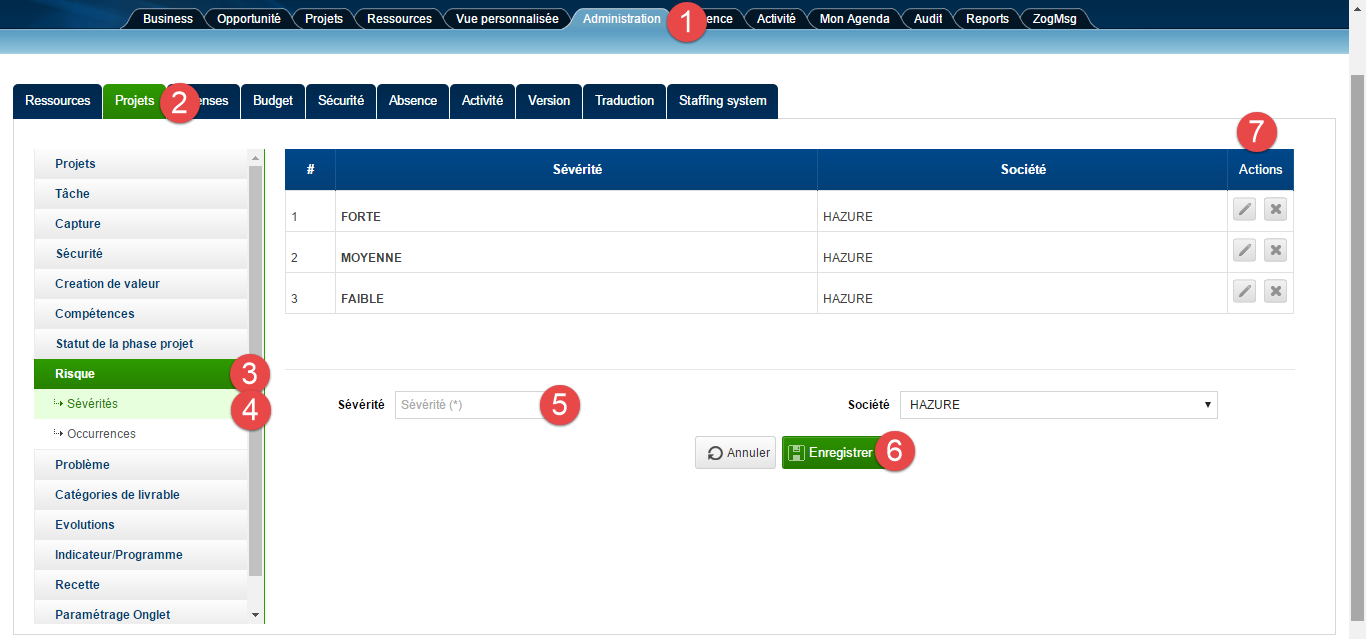 Business Opportunité Projets Ressources Vue personnalisée Administration 1 ence Activité Mon Agenda Audit Reports ZogMsg
Ressources Projets 2 enses Budget Sécurité Absence Activité Version Traduction Staffing system
7
# Sévérité Société Actions
1 FORTE HAZURE
2 MOYENNE HAZURE
3 FAIBLE HAZURE
Projets
Tâche
Capture
Sécurité
Creation de valeur
Compétences
Statut de la phase projet
Risque 3
Sévérités 4
Occurrences
Problème
Catégories de livrable
Evolutions
Indicateur/Programme
Recette
Paramétrage Onglet
Sévérité Sévérité (*) 5 Société HAZURE
Annuler Enregistrer 6